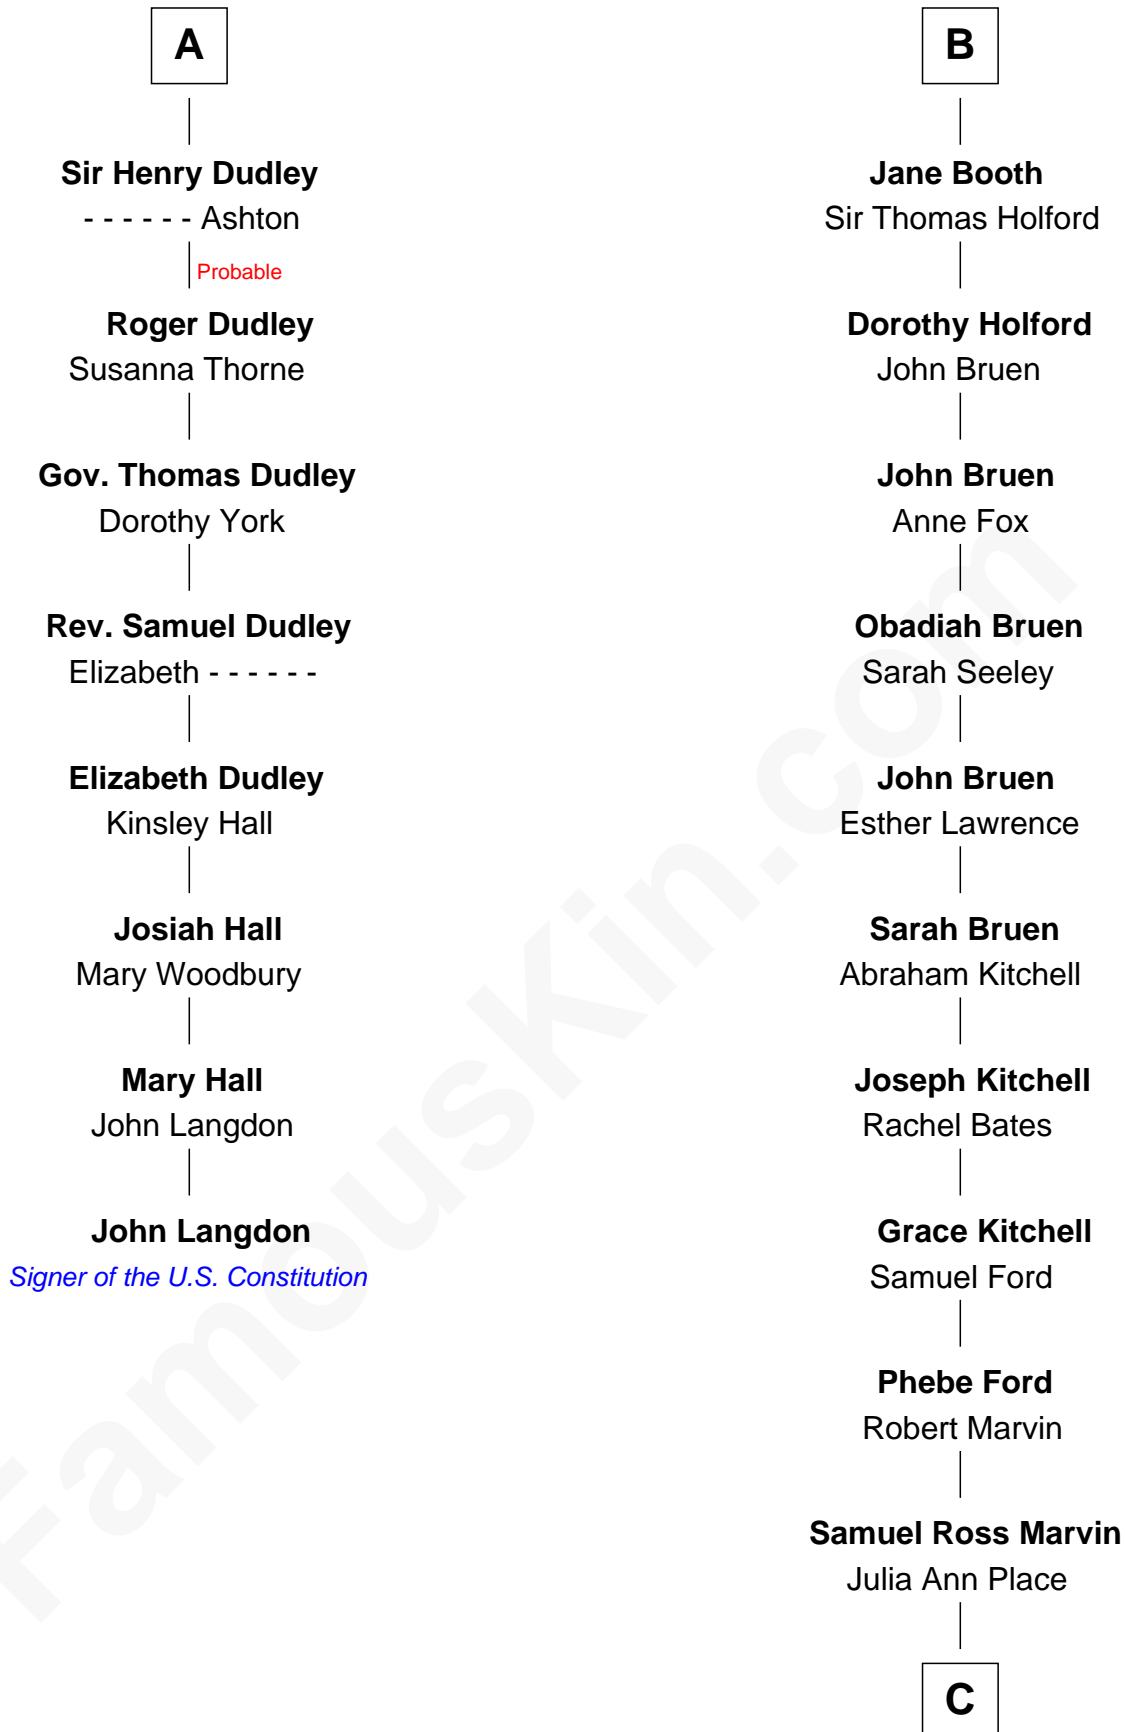 A
Sir Henry Dudley
- - - - - - Ashton
Probable
Roger Dudley
Susanna Thorne
Gov. Thomas Dudley
Dorothy York
Rev. Samuel Dudley
Elizabeth - - - - - -
Elizabeth Dudley
Kinsley Hall
Josiah Hall
Mary Woodbury
Mary Hall
John Langdon
John Langdon
Signer of the U.S. Constitution
B
Jane Booth
Sir Thomas Holford
Dorothy Holford
John Bruen
John Bruen
Anne Fox
Obadiah Bruen
Sarah Seeley
John Bruen
Esther Lawrence
Sarah Bruen
Abraham Kitchell
Joseph Kitchell
Rachel Bates
Grace Kitchell
Samuel Ford
Phebe Ford
Robert Marvin
Samuel Ross Marvin
Julia Ann Place
C
FamousKin.com